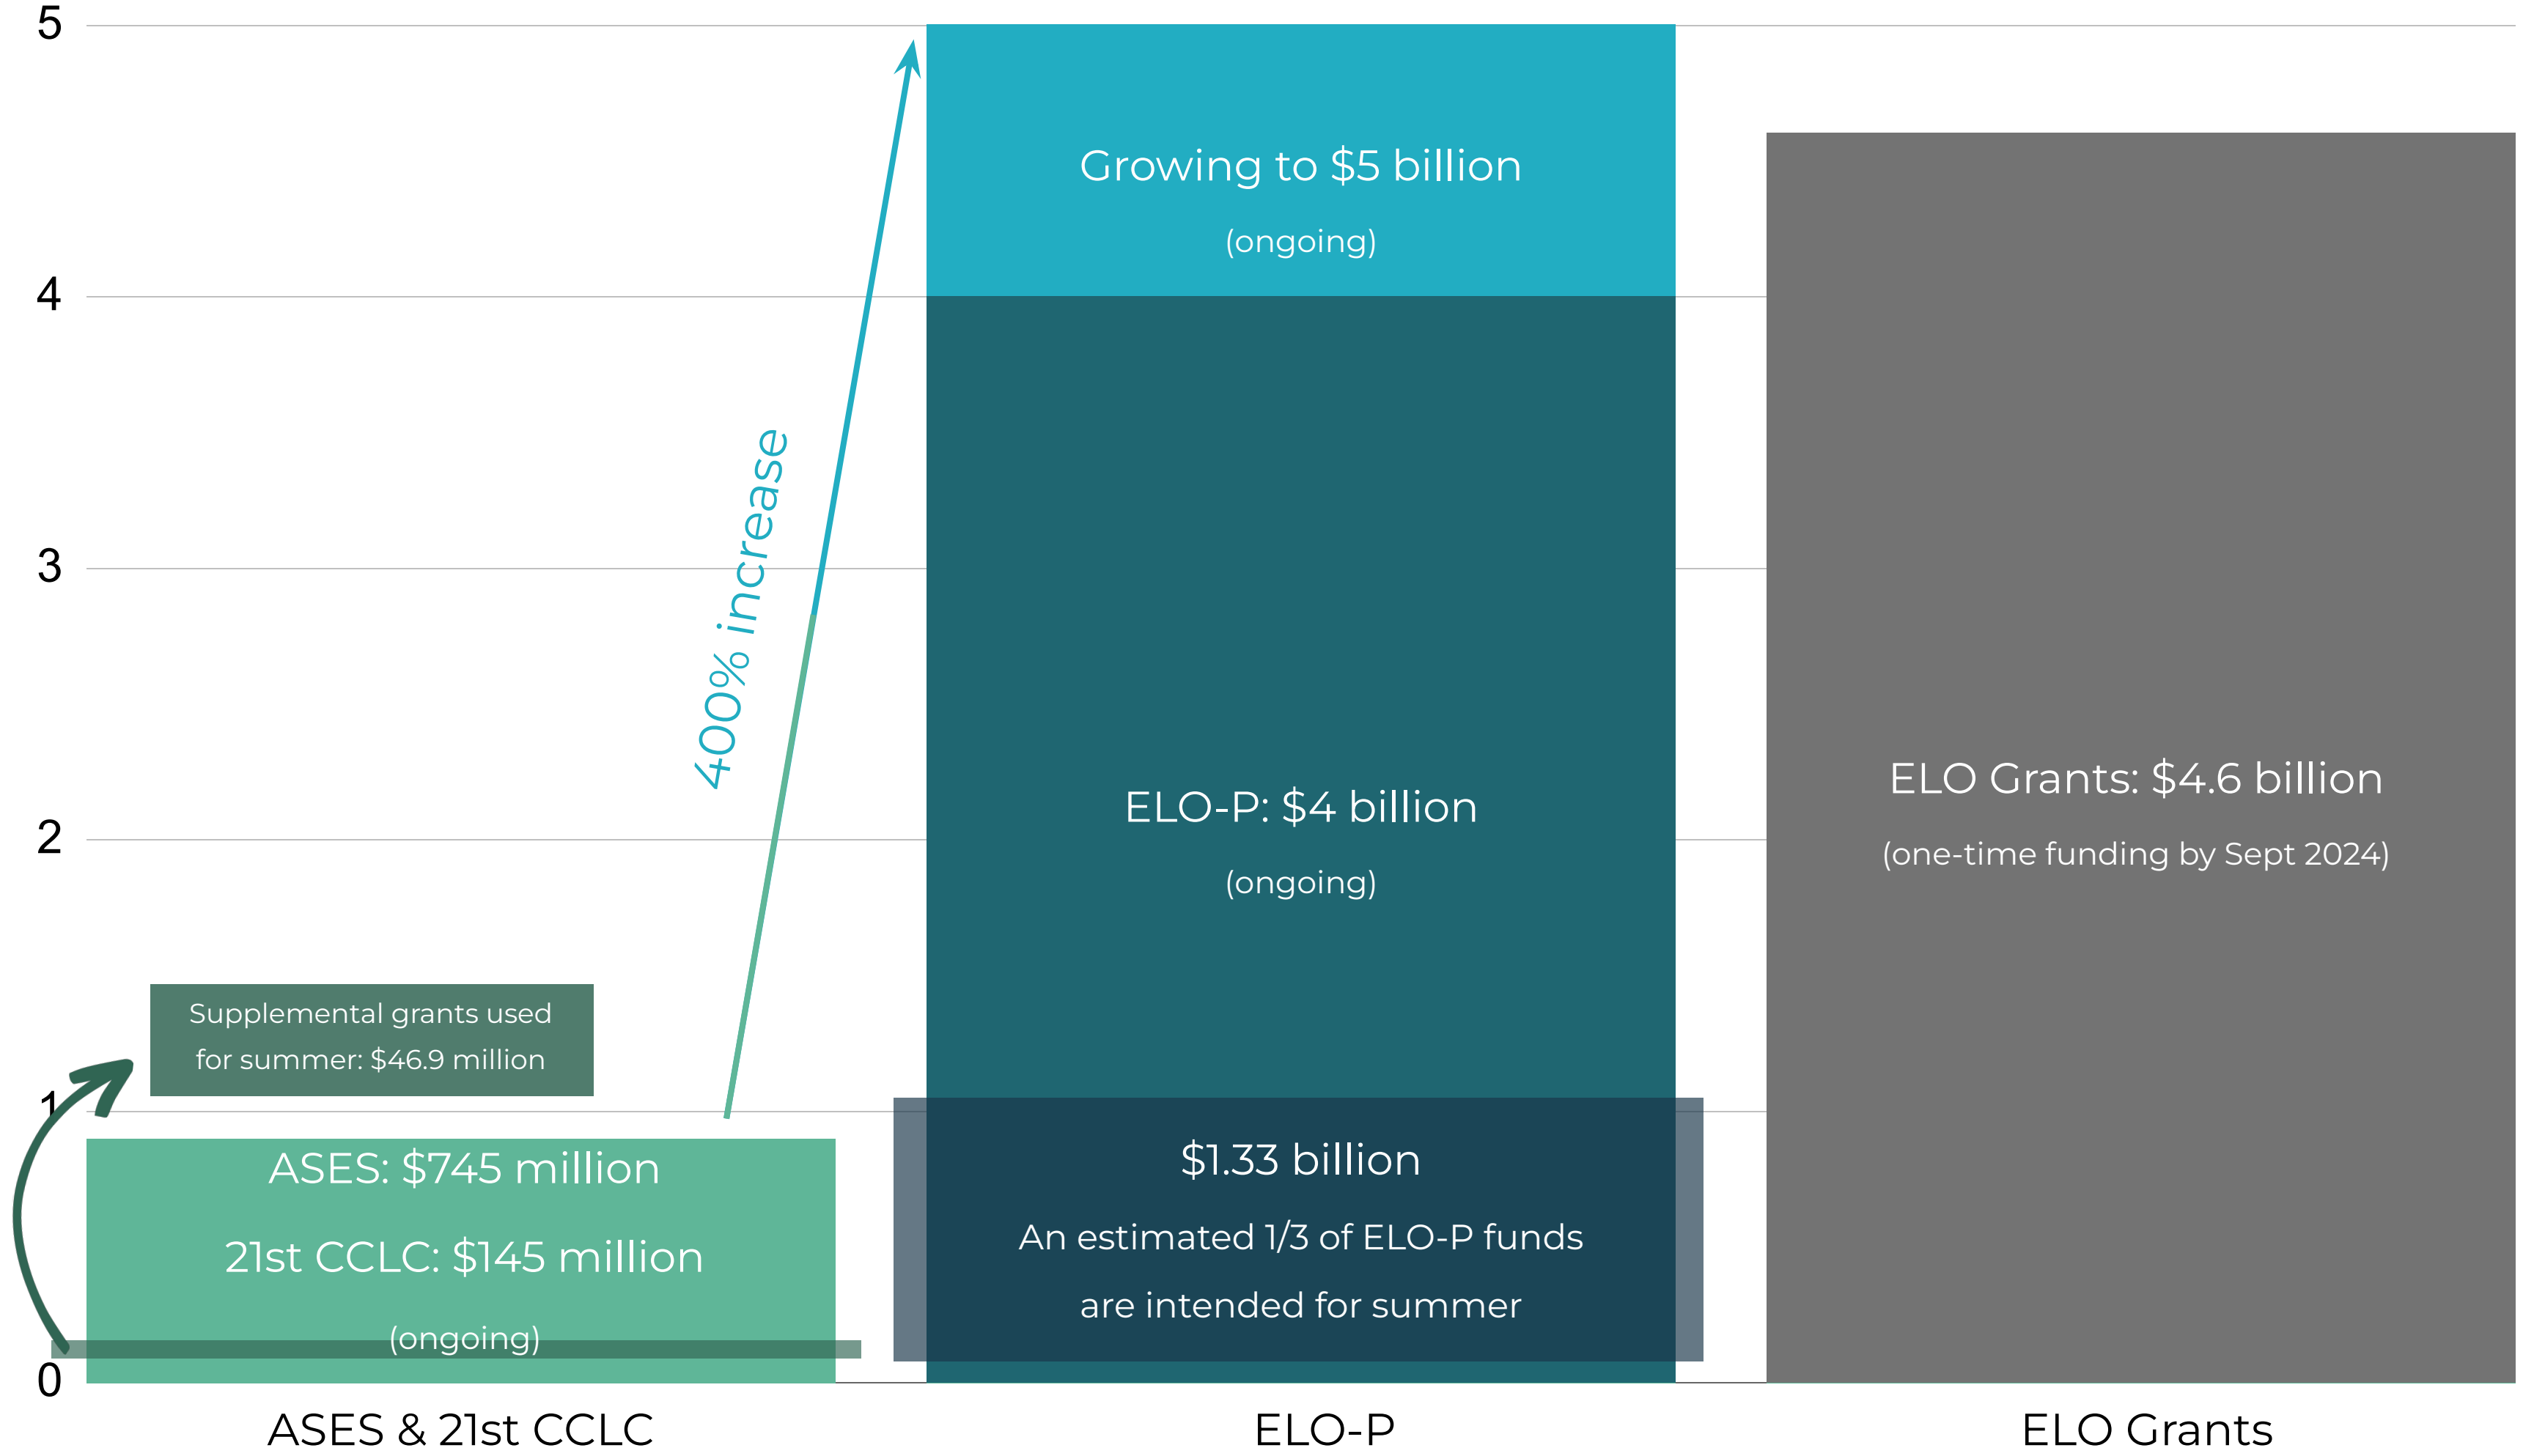 5
4
3
2
1
0
400% increase
Supplemental grants used
for summer: $46.9 million
ASES: $745 million
21st CCLC: $145 million
(ongoing)
Growing to $5 billion
(ongoing)
ELO-P: $4 billion
(ongoing)
$1.33 billion
An estimated 1/3 of ELO-P funds
are intended for summer
ELO Grants: $4.6 billion
(one-time funding by Sept 2024)
ASES & 21st CCLC
ELO-P
ELO Grants